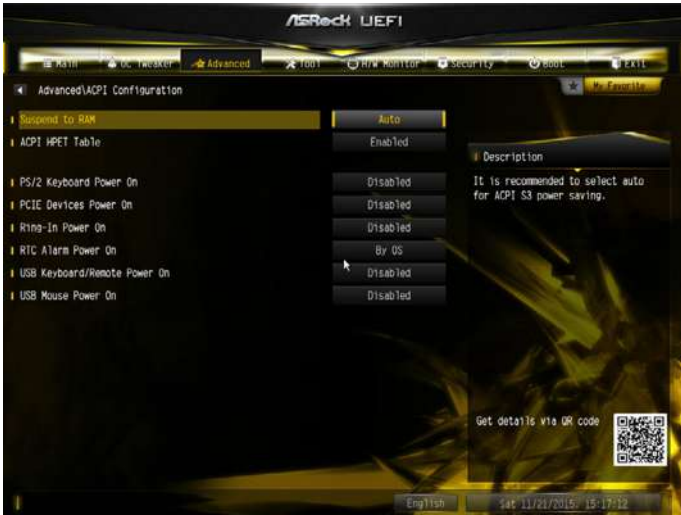 ASRock UEFI
Main OC Tweaker Advanced Tool H/W Monitor Security Boot Exit
Advanced\ACPI Configuration
My Favorite
Suspend to RAM Auto
ACPI HPET Table Enabled
Description
It is recommended to select auto
for ACPI S3 power saving.
PS/2 Keyboard Power On Disabled
PCIE Devices Power On Disabled
Ring-In Power On Disabled
RTC Alarm Power On By OS
USB Keyboard/Remote Power On Disabled
USB Mouse Power On Disabled
Get details via QR code
English
Sat 11/21/2015. 15:17:12